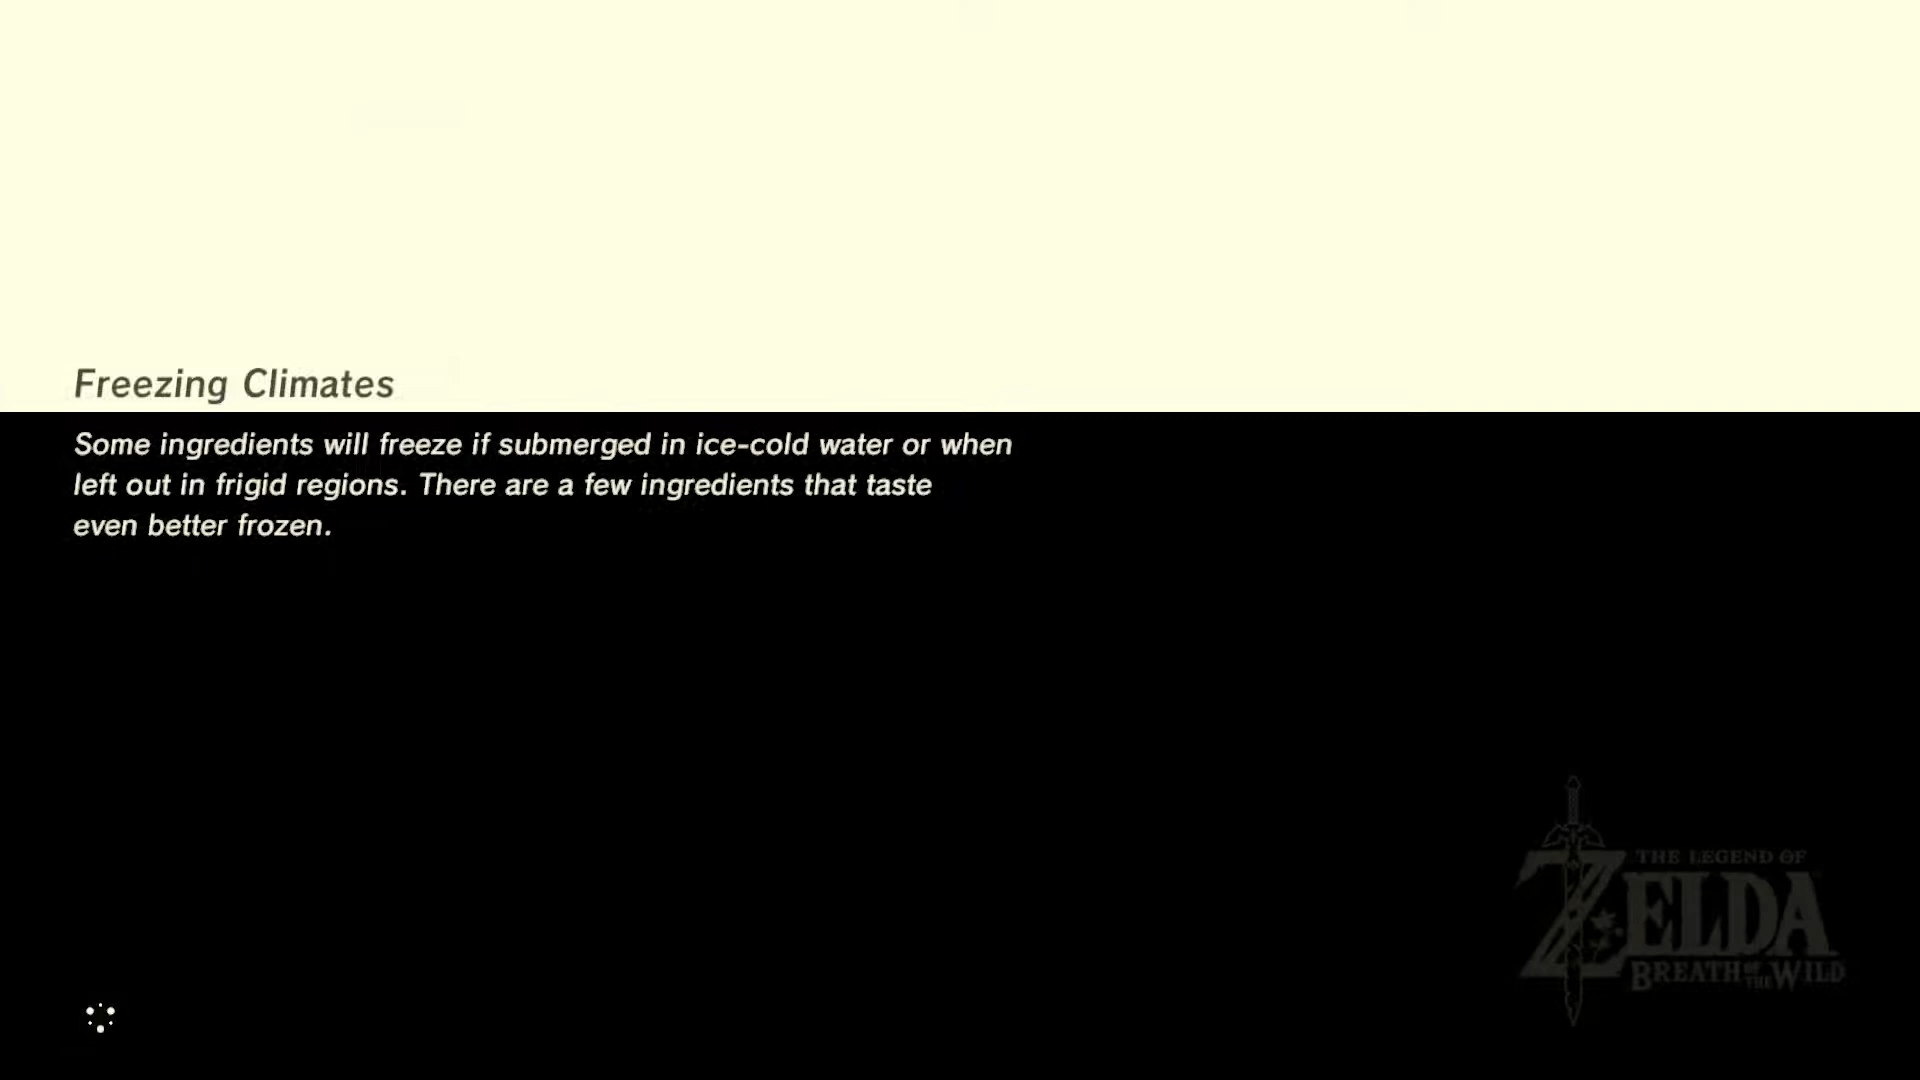 Freezing Climates
Some ingredients will freeze if submerged in ice-cold water or when
left out in frigid regions. There are a few ingredients that taste
even better frozen.
THE LEGEND OF
ZELDA
BREATH OF THE WILD